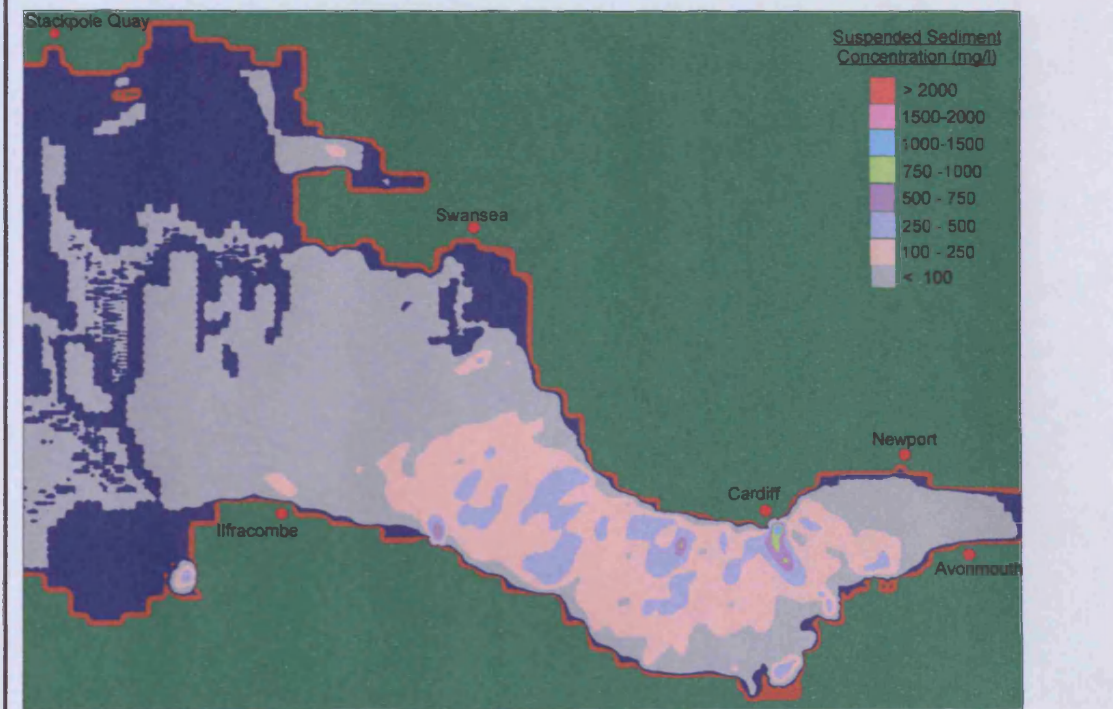 Stackpole Quay
Suspended Sediment
Concentration (mg/l)
> 2000
1500-2000
1000-1500
750 -1000
500 - 750
250 - 500
100 - 250
< 100
Swansea
Newport
Cardiff
Ilfracombe
Avonmouth